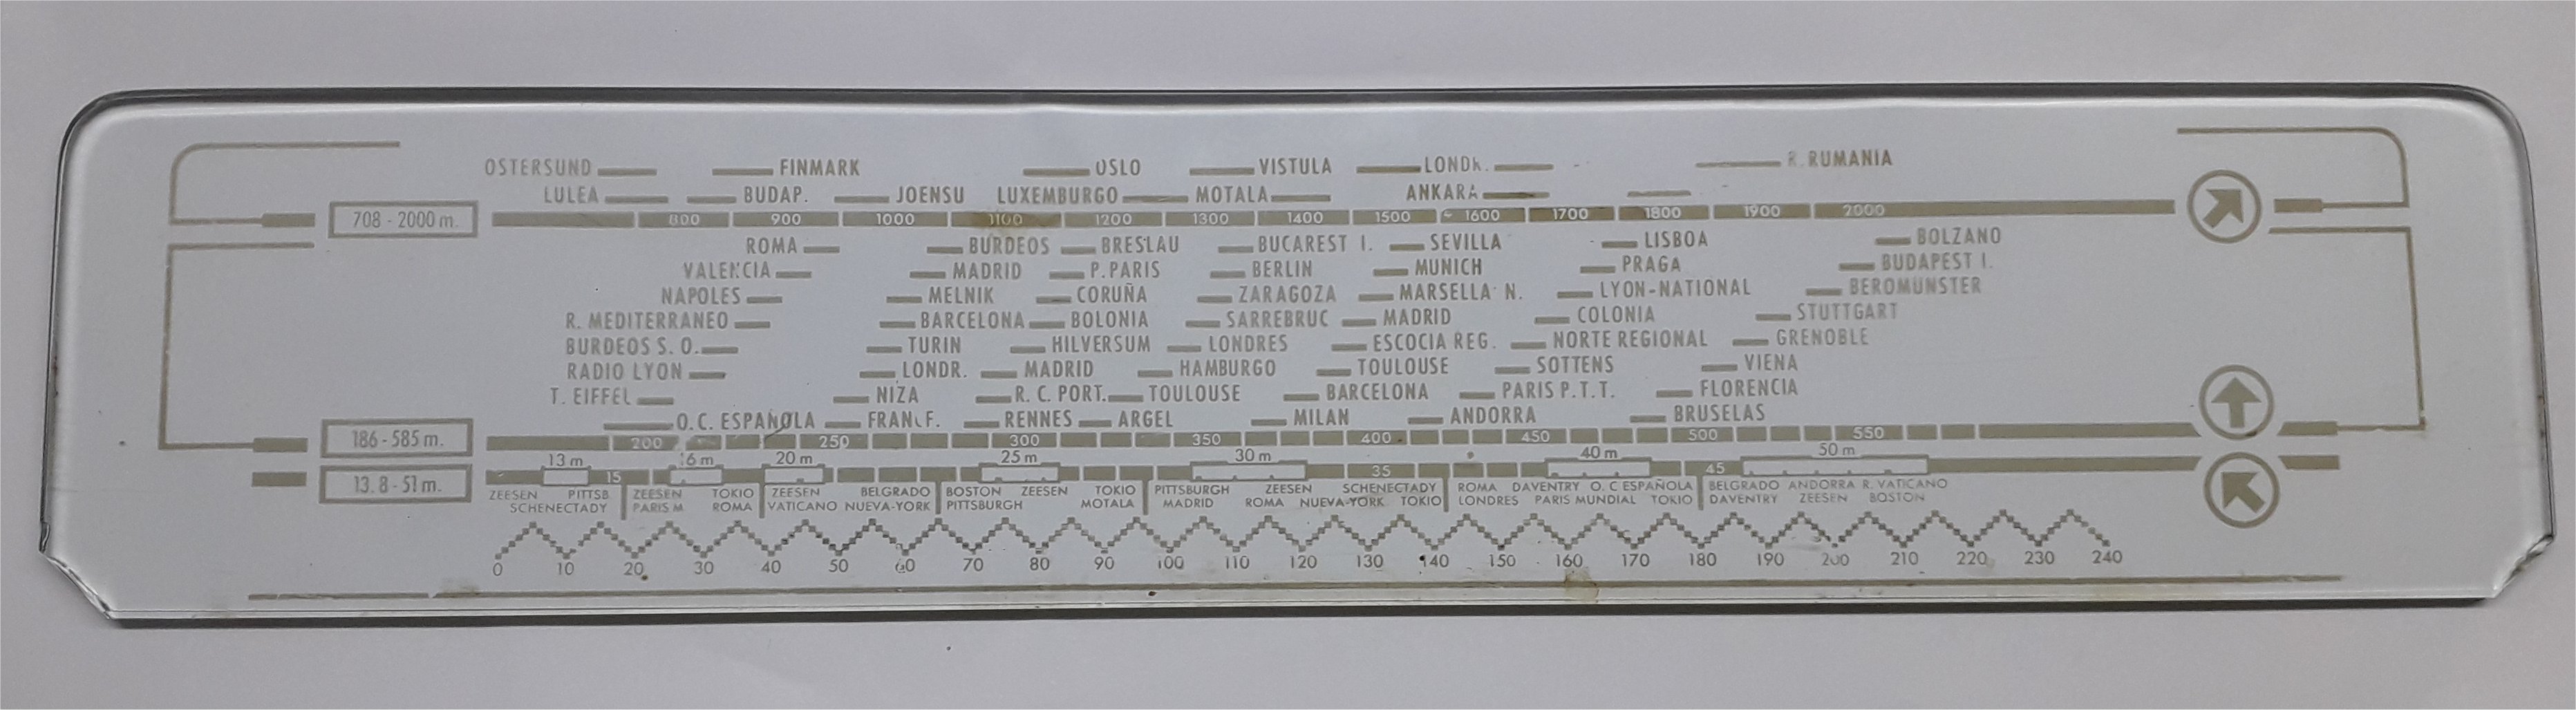 OSTERSUND FINMARK OSLO VISTULA R. RUMANIA
LULEA BUDAP. JOENSU LUXEMBURGO MOTALA ANKARA
708 - 2000 m. 800 900 1000 1100 1200 1300 1400 1500 1600 1700 1800 1900 2000
ROMA BURDEOS BRESLAU BUCAREST I. SEVILLA LISBOA BOLZANO
VALENCIA MADRID P. PARIS BERLIN MUNICH PRAGA BUDAPEST I.
NAPOLES MELNIK CORUÑA ZARAGOZA MARSELLA N. LYON-NATIONAL BEROMUNSTER
R. MEDITERRANEO BARCELONA BOLONIA SARREBRUC MADRID COLONIA STUTTGART
BURDEOS S. O. TURIN HILVERSUM LONDRES ESCOCIA REG. NORTE REGIONAL GRENOBLE
RADIO LYON LONDR. MADRID HAMBURGO TOULOUSE SOTTENS VIENA
T. EIFFEL NIZA R. C. PORT. TOULOUSE BARCELONA PARIS P.T.T. FLORENCIA
O.C. ESPAÑOLA RENNES ARGEL MILAN ANDORRA BRUSELAS
186 - 585 m. 200 250 300 350 400 450 500 550
13 m 20 m 25 m 30 m 40 m 50 m
13.8 - 51 m. 15 35 45
ZEESEN PITTSB. ZEESEN TOKIO ZEESEN BELGRADO BOSTON ZEESEN TOKIO PITTSBURGH ZEESEN SCHENECTADY ROMA DAVENTRY O. C ESPAÑOLA BELGRADO ANDORRA R. VATICANO
SCHENECTADY PARIS M. ROMA VATICANO NUEVA-YORK PITTSBURGH MOTALA MADRID ROMA NUEVA-YORK TOKIO LONDRES PARIS MUNDIAL TOKIO DAVENTRY ZEESEN BOSTON
0 10 20 30 40 50 60 70 80 90 100 110 120 130 140 150 160 170 180 190 200 210 220 230 240